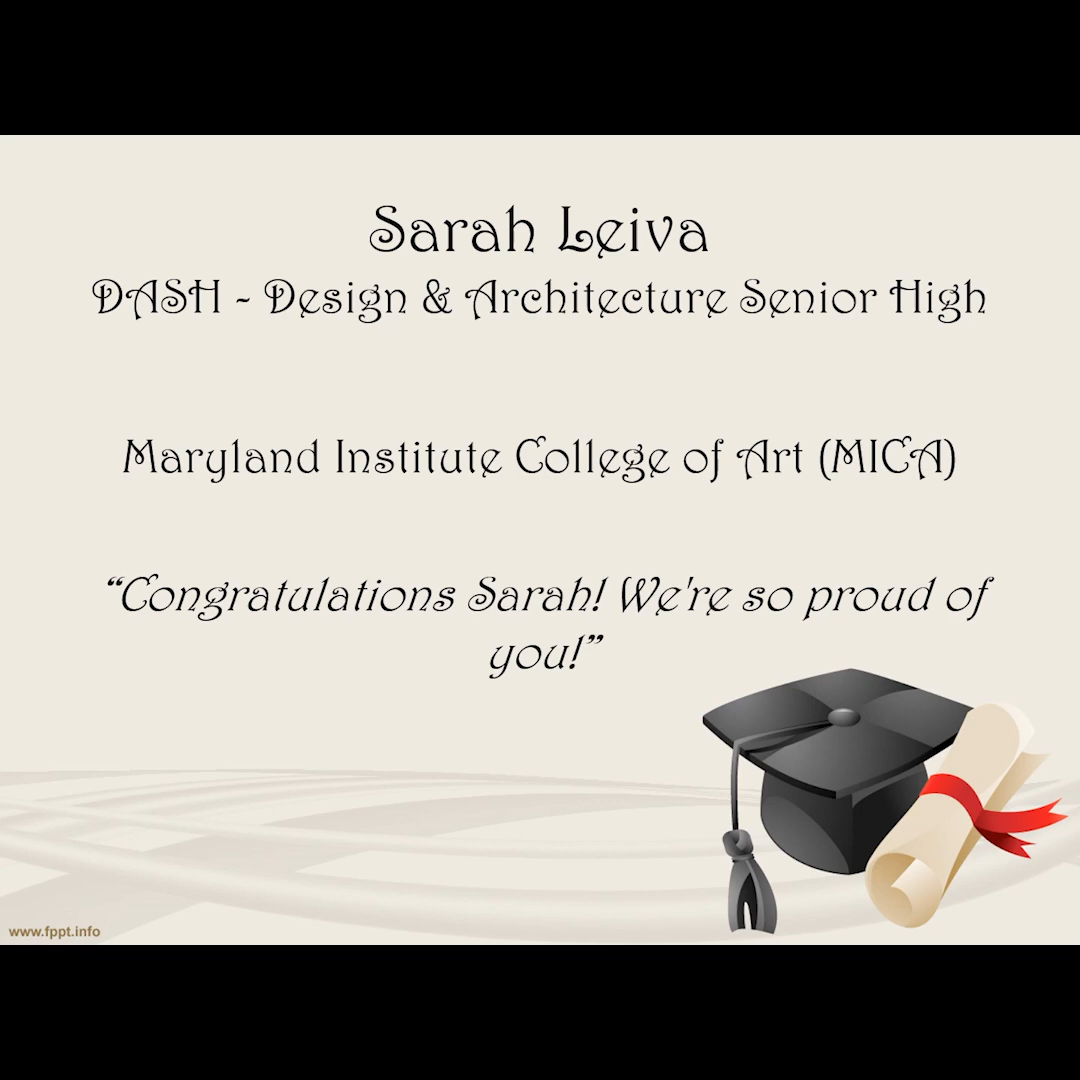 Sarah Leiva
DASH - Design & Architecture Senior High
Maryland Institute College of Art (MICA)
“Congratulations Sarah! We're so proud of
you!”
www.fppt.info